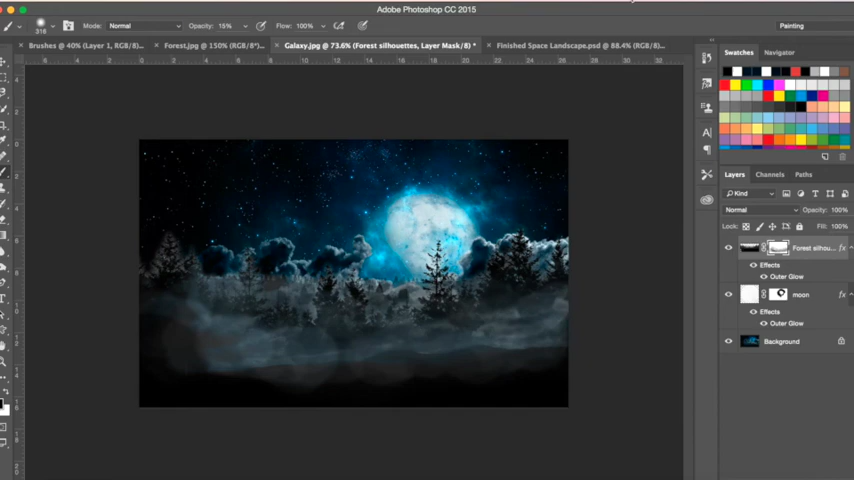 Adobe Photoshop CC 2015
316 Mode: Normal Opacity: 15% Flow: 100% Painting
Brushes @ 40% (Layer 1, RGB/8)... Forest.jpg @ 150% (RGB/8*)... Galaxy.jpg @ 73.6% (Forest silhouettes, Layer Mask/8) * Finished Space Landscape.psd @ 88.4% (RGB/8)...
Swatches Navigator
Layers Channels Paths
Kind
Normal Opacity: 100%
Lock: Fill: 100%
Forest silhou... fx
Effects
Outer Glow
moon fx
Effects
Outer Glow
Background